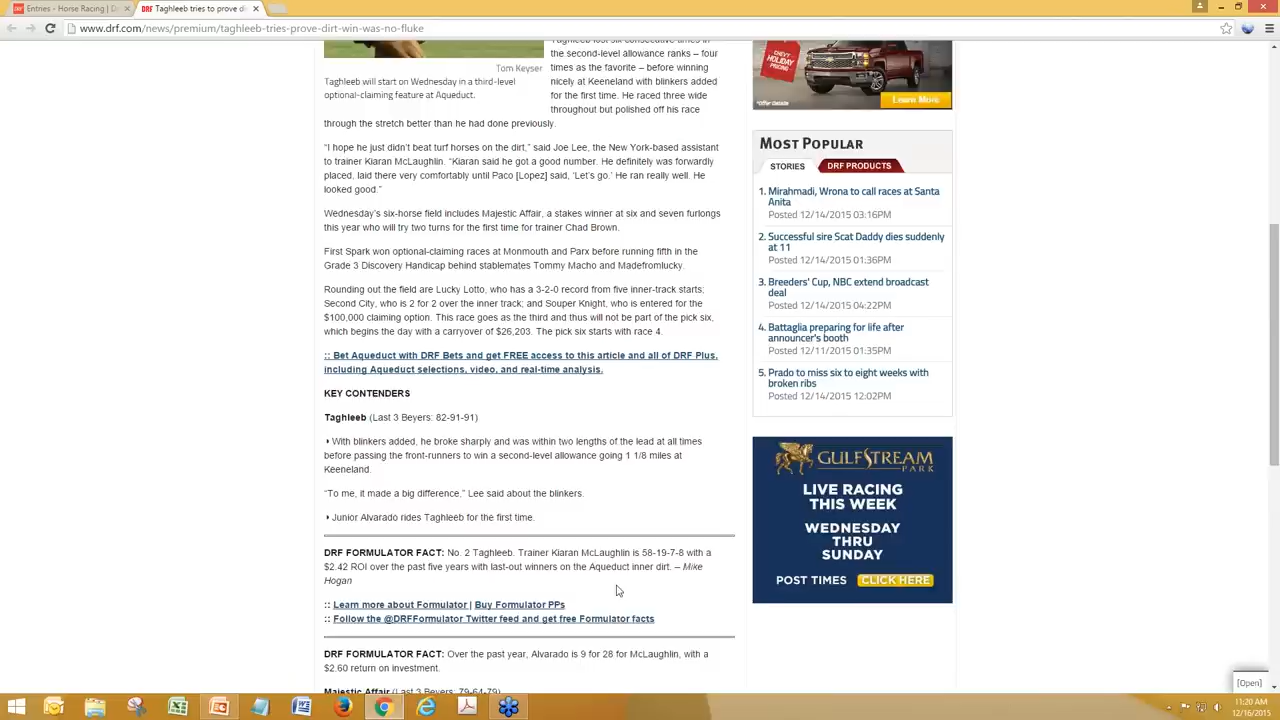 Entries - Horse Racing | D
DRF Taghleeb tries to prove di
www.drf.com/news/premium/taghleeb-tries-prove-dirt-win-was-no-fluke
Tom Keyser
Taghleeb will start on Wednesday in a third-level
optional-claiming feature at Aqueduct.
Taghleeb lost six consecutive times in
the second-level allowance ranks – four
times as the favorite – before winning
nicely at Keeneland with blinkers added
for the first time. He raced three wide
throughout but polished off his race
through the stretch better than he had done previously.
“I hope he just didn’t beat turf horses on the dirt,” said Joe Lee, the New York-based assistant
to trainer Kiaran McLaughlin. “Kiaran said he got a good number. He definitely was forwardly
placed, laid there very comfortably until Paco [Lopez] said, ‘Let’s go.’ He ran really well. He
looked good.”
Wednesday’s six-horse field includes Majestic Affair, a stakes winner at six and seven furlongs
this year who will try two turns for the first time for trainer Chad Brown.
First Spark won optional-claiming races at Monmouth and Parx before running fifth in the
Grade 3 Discovery Handicap behind stablemates Tommy Macho and Madefromlucky.
Rounding out the field are Lucky Lotto, who has a 3-2-0 record from five inner-track starts;
Second City, who is 2 for 2 over the inner track; and Souper Knight, who is entered for the
$100,000 claiming option. This race goes as the third and thus will not be part of the pick six,
which begins the day with a carryover of $26,203. The pick six starts with race 4.
:: Bet Aqueduct with DRF Bets and get FREE access to this article and all of DRF Plus,
including Aqueduct selections, video, and real-time analysis.
KEY CONTENDERS
Taghleeb (Last 3 Beyers: 82-91-91)
With blinkers added, he broke sharply and was within two lengths of the lead at all times
before passing the front-runners to win a second-level allowance going 1 1/8 miles at
Keeneland.
“To me, it made a big difference,” Lee said about the blinkers.
Junior Alvarado rides Taghleeb for the first time.
DRF FORMULATOR FACT: No. 2 Taghleeb. Trainer Kiaran McLaughlin is 58-19-7-8 with a
$2.42 ROI over the past five years with last-out winners on the Aqueduct inner dirt. – Mike
Hogan
:: Learn more about Formulator | Buy Formulator PPs
:: Follow the @DRFFormulator Twitter feed and get free Formulator facts
DRF FORMULATOR FACT: Over the past year, Alvarado is 9 for 28 for McLaughlin, with a
$2.60 return on investment.
Majestic Affair (Last 3 Beyers: 79-64-79)
CHEVY
HOLIDAY
PRICING
*Offer Details
Learn More
MOST POPULAR
STORIES
DRF PRODUCTS
1. Mirahmadi, Wrona to call races at Santa
Anita
Posted 12/14/2015 03:16PM
2. Successful sire Scat Daddy dies suddenly
at 11
Posted 12/14/2015 01:36PM
3. Breeders' Cup, NBC extend broadcast
deal
Posted 12/14/2015 04:22PM
4. Battaglia preparing for life after
announcer's booth
Posted 12/11/2015 01:35PM
5. Prado to miss six to eight weeks with
broken ribs
Posted 12/14/2015 12:02PM
GULFSTREAM
PARK
LIVE RACING
THIS WEEK
WEDNESDAY
THRU
SUNDAY
POST TIMES CLICK HERE
[Open]
11:20 AM
12/16/2015